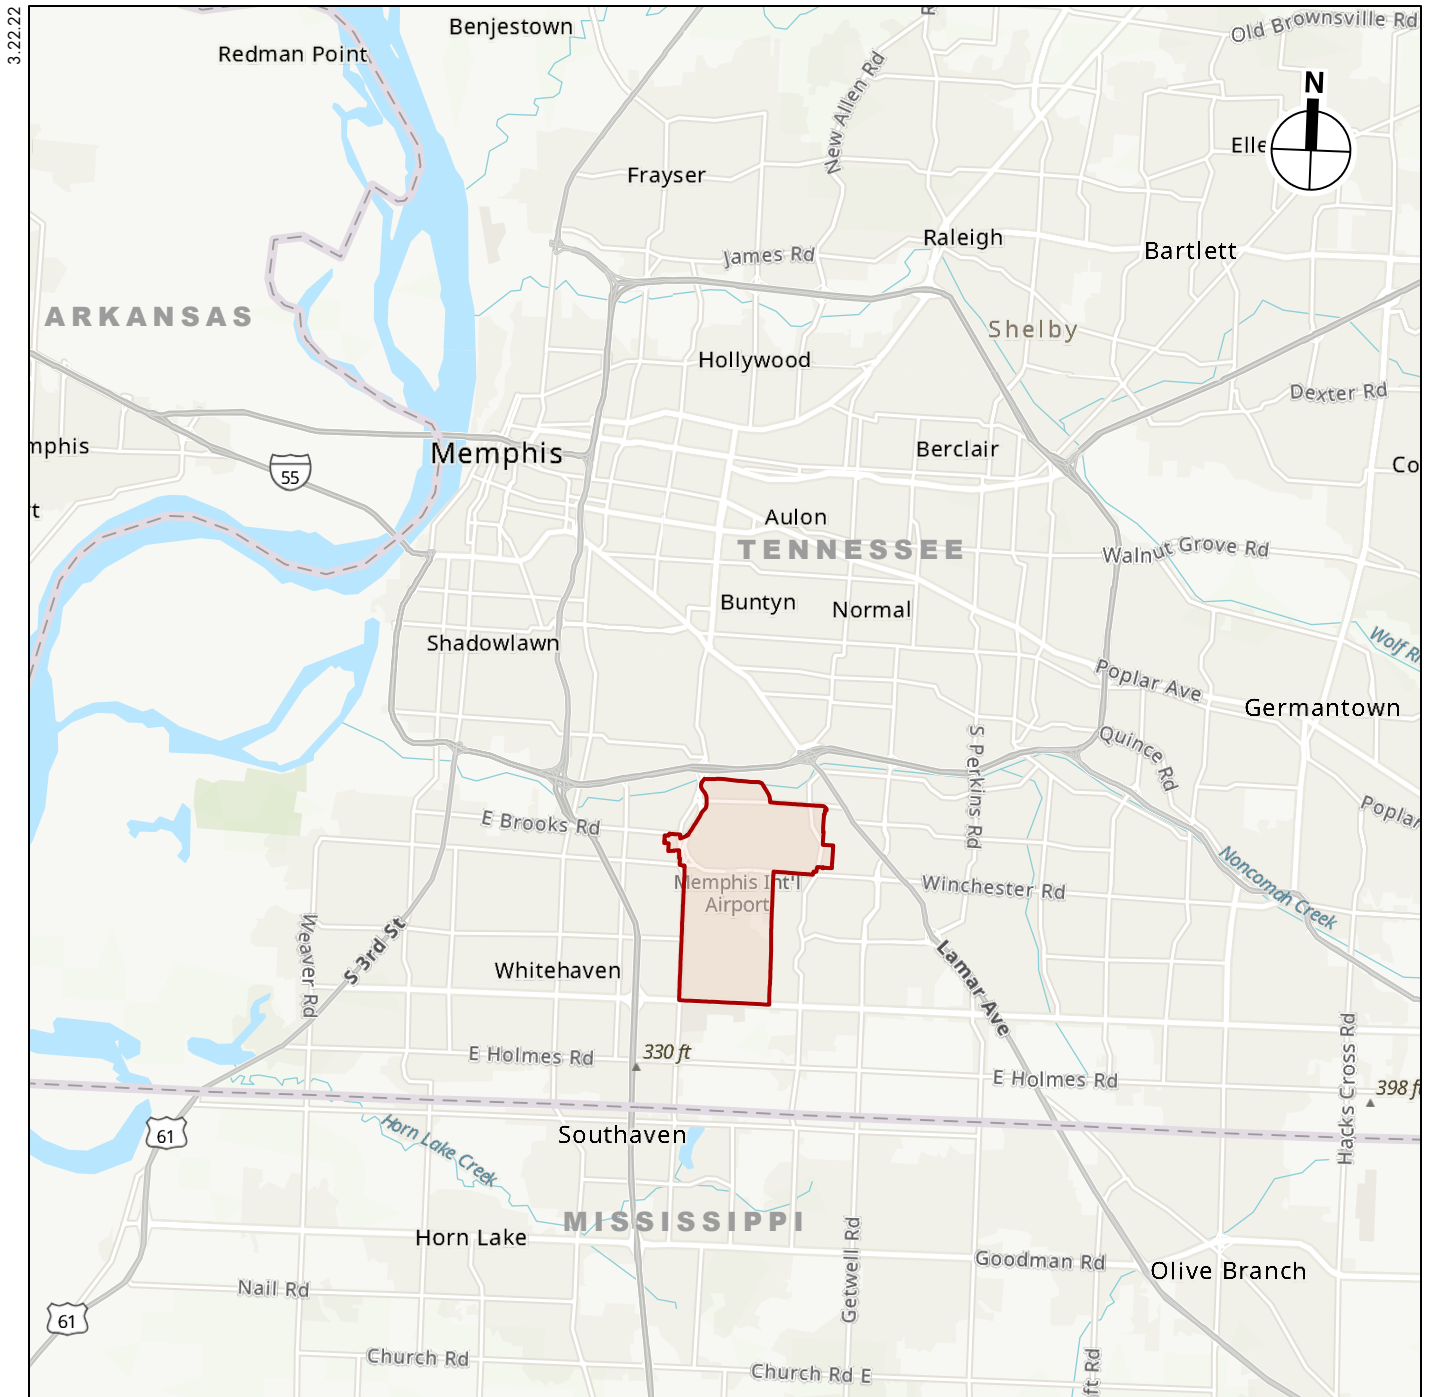 3.22.22
Benjestown
Redman Point
Old Brownsville Rd
New Allen Rd
N
Elle
Frayser
Raleigh
Bartlett
James Rd
ARKANSAS
Shelby
Hollywood
Dexter Rd
mphis
Memphis
Berclair
Co
55
rt
Aulon
TENNESSEE
Walnut Grove Rd
Buntyn
Normal
Shadowlawn
Wolf Ri
Poplar Ave
Germantown
S Perkins Rd
Quince Rd
Poplar
E Brooks Rd
Memphis Int'l
Airport
Winchester Rd
Noncomah Creek
Weaver Rd
S 3rd St
Whitehaven
Lamar Ave
E Holmes Rd
330 ft
E Holmes Rd
Hacks Cross Rd
398 ft
61
Southaven
Horn Lake Creek
MISSISSIPPI
Horn Lake
Getwell Rd
Goodman Rd
Olive Branch
Nail Rd
61
Church Rd
Church Rd E
ft Rd